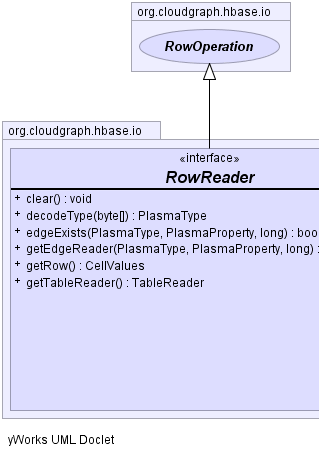 org.cloudgraph.hbase.io
RowOperation
org.cloudgraph.hbase.io
«interface»
RowReader
+ clear() : void
+ decodeType(byte[]) : PlasmaType
+ edgeExists(PlasmaType, PlasmaProperty, long) : boo
+ getEdgeReader(PlasmaType, PlasmaProperty, long) :
+ getRow() : CellValues
+ getTableReader() : TableReader
yWorks UML Doclet